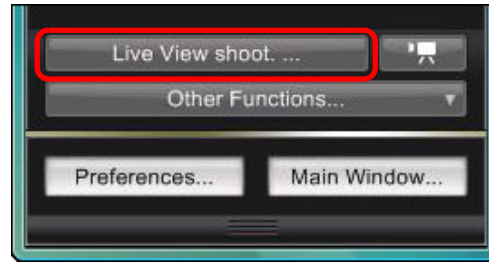 Live View shoot. ...
Other Functions...
Preferences... Main Window...